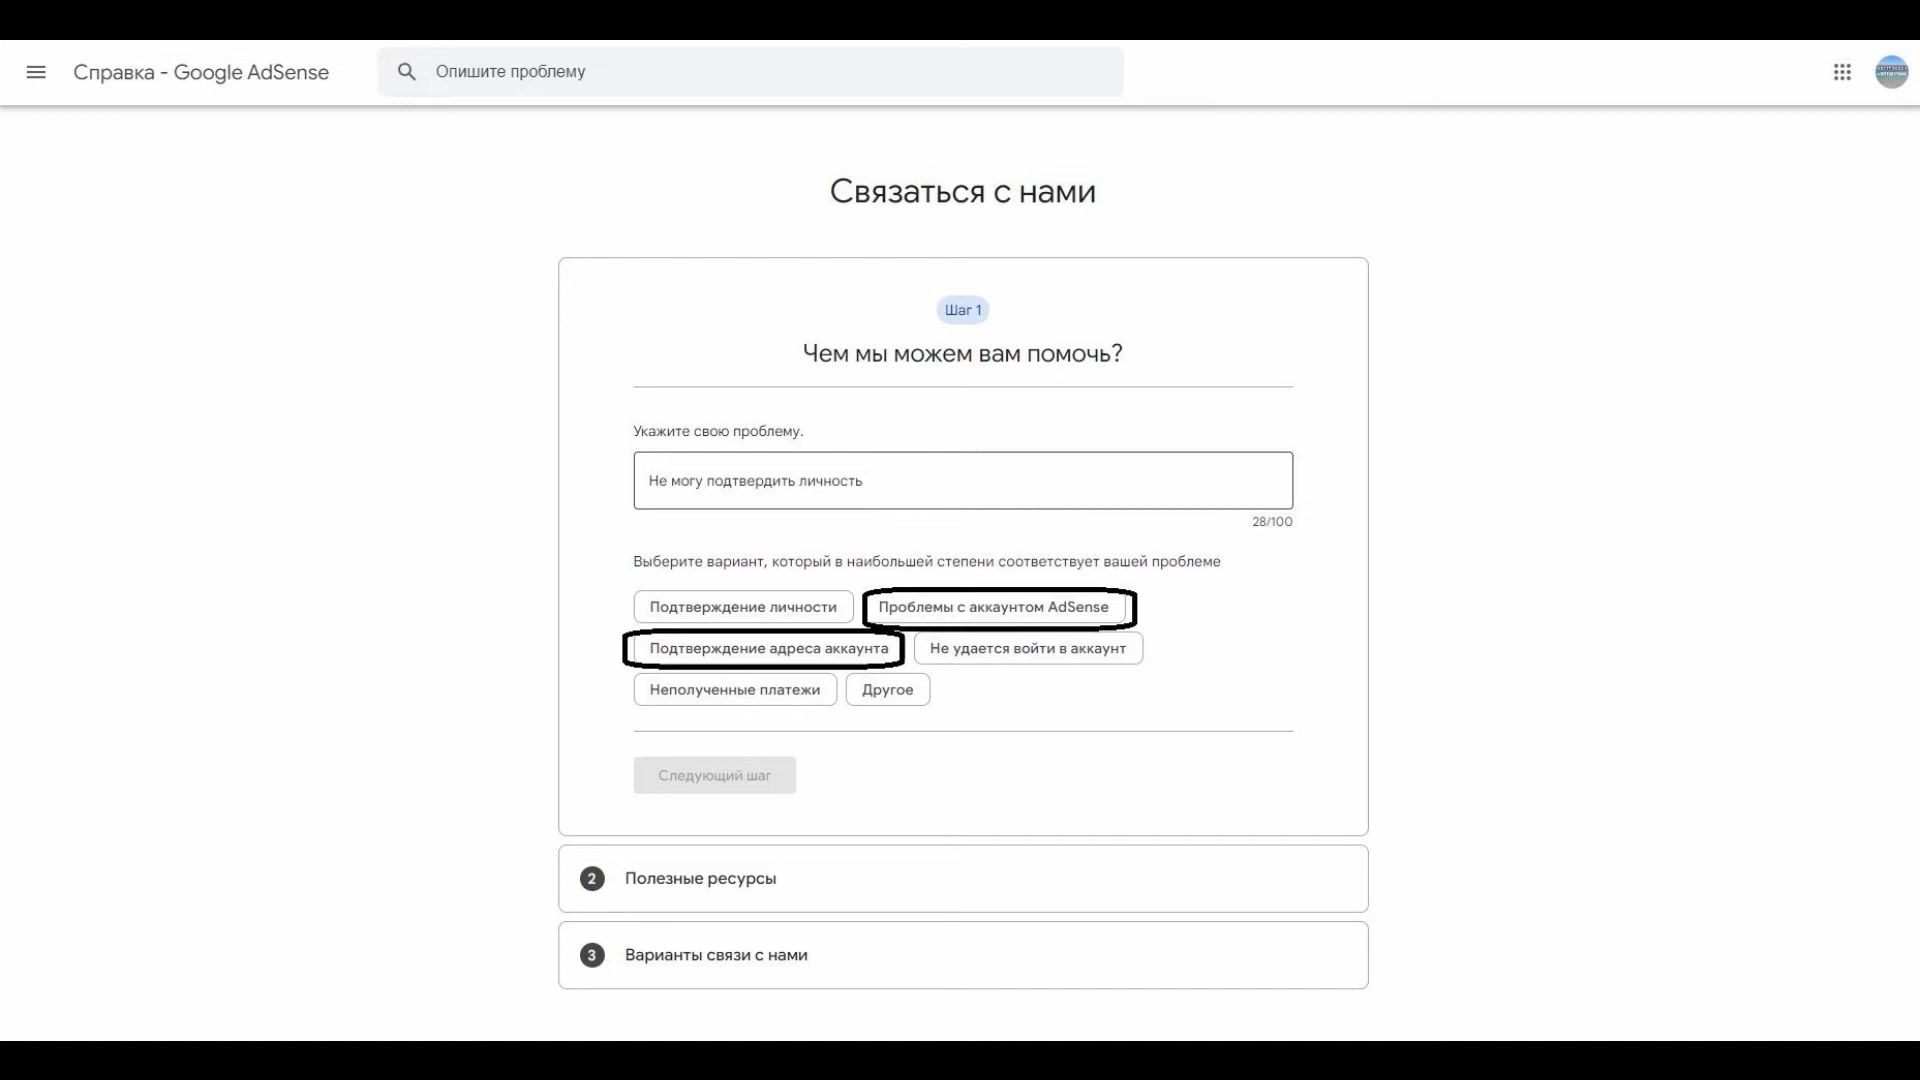 Справка - Google AdSense
Опишите проблему
Связаться с нами
Шаг 1
Чем мы можем вам помочь?
Укажите свою проблему.
Не могу подтвердить личность
28/100
Выберите вариант, который в наибольшей степени соответствует вашей проблеме
Подтверждение личности
Проблемы с аккаунтом AdSense
Подтверждение адреса аккаунта
Не удается войти в аккаунт
Неполученные платежи
Другое
Следующий шаг
2 Полезные ресурсы
3 Варианты связи с нами